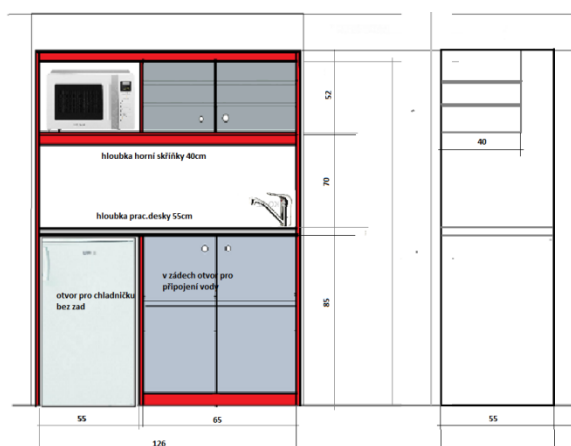 52
hloubka horní skříňky 40cm
40
70
hloubka prac.desky 55cm
v zádech otvor pro
připojení vody
otvor pro chladničku
bez zad
85
55
65
55
126